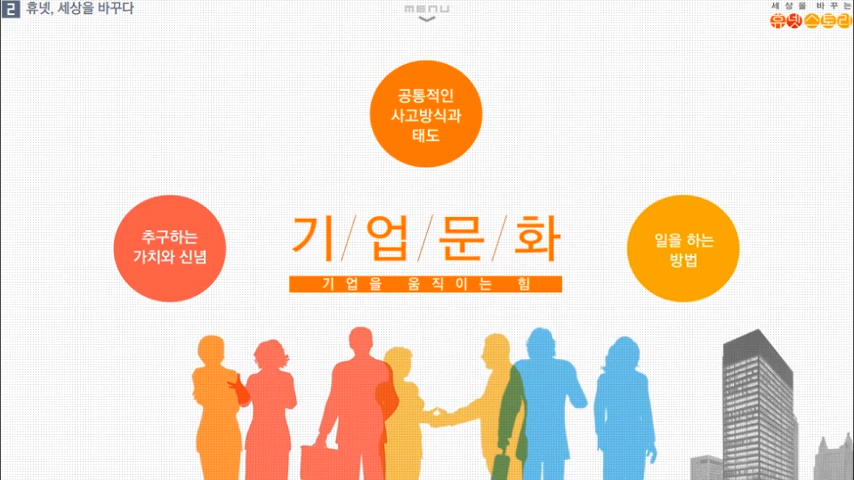 2 휴넷, 세상을 바꾸다
MENU
세상을 바꾸는
휴넷스토리
공통적인
사고방식과
태도
추구하는
가치와 신념
기/업/문/화
기업을 움직이는 힘
일을 하는
방법